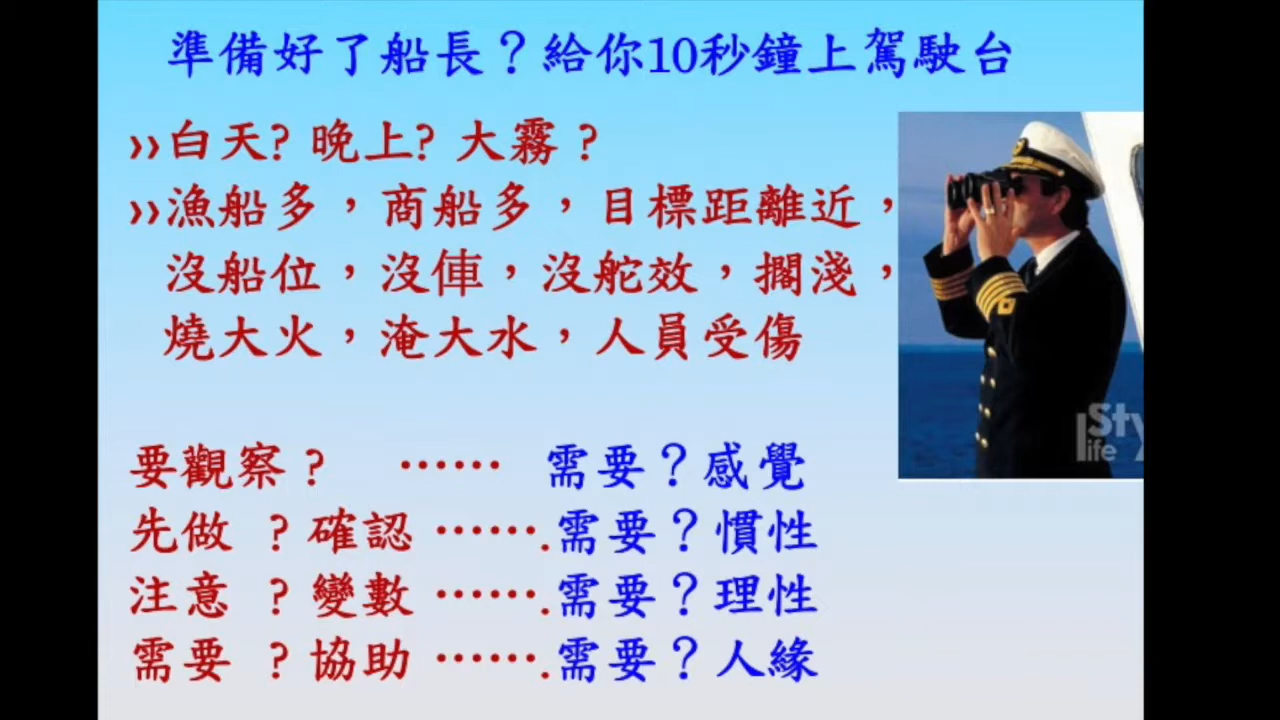 準備好了船長？給你10秒鐘上駕駛台
››白天? 晚上? 大霧？
››漁船多，商船多，目標距離近，
沒船位，沒俥，沒舵效，擱淺，
燒大火，淹大水，人員受傷
要觀察？ …… 需要？感覺
先做 ？確認 …….需要？慣性
注意 ？變數 …….需要？理性
需要 ？協助 …….需要？人緣
Sty
life